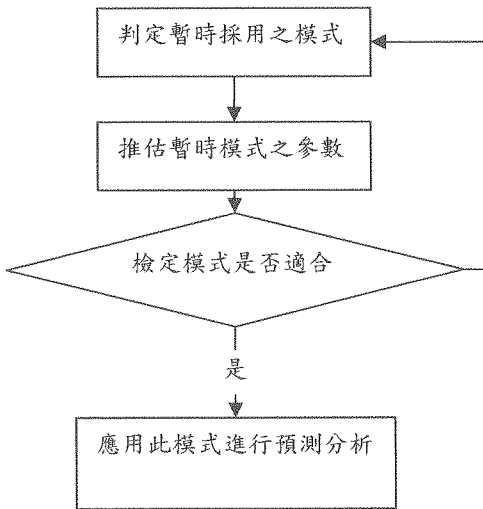 判定暫時採用之模式
推估暫時模式之參數
檢定模式是否適合
是
應用此模式進行預測分析